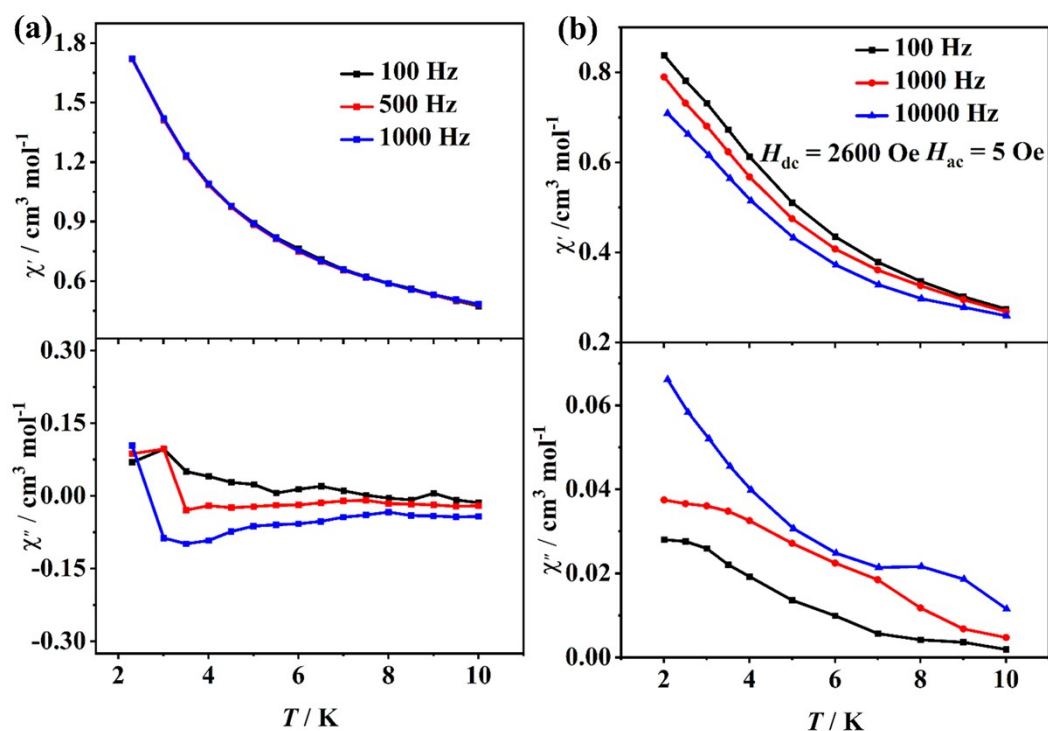 (a)
1.8
1.5
1.2
0.9
0.6
χ′ / cm³ mol⁻¹
100 Hz
500 Hz
1000 Hz
0.30
0.15
0.00
-0.15
-0.30
χ″ / cm³ mol⁻¹
2 4 6 8 10
T / K
(b)
0.8
0.6
0.4
0.2
χ′ /cm³ mol⁻¹
100 Hz
1000 Hz
10000 Hz
H_dc = 2600 Oe H_ac = 5 Oe
0.06
0.04
0.02
0.00
χ″ / cm³ mol⁻¹
2 4 6 8 10
T / K